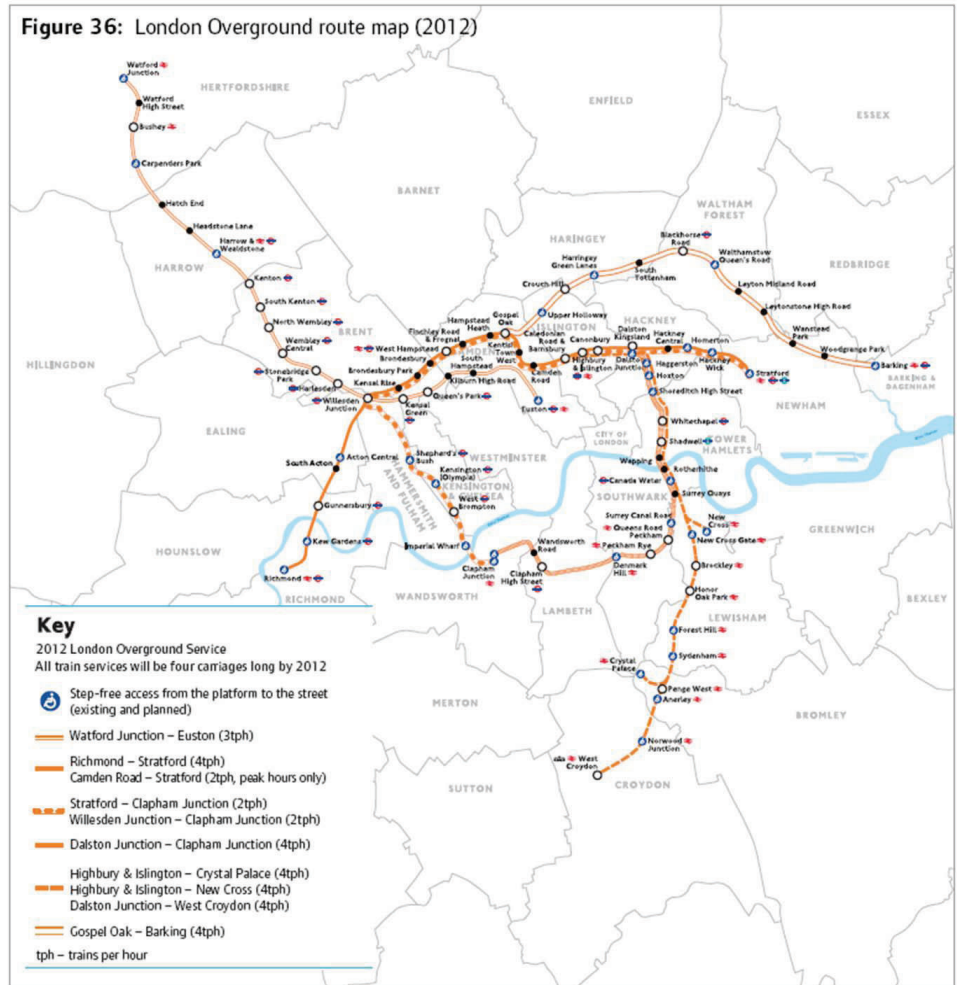 Figure 36: London Overground route map (2012)
Watford
Junction
HERTFORDSHIRE
ENFIELD
ESSEX
Watford
High Street
Bushey
Carpenders Park
BARNET
Hatch End
WALTHAM
FOREST
Headstone Lane
Harrow &
Wealdstone
HARROW
HARINGEY
Blackhorse
Road
Walthamstow
Queen's Road
REDBRIDGE
Harringay
Green Lanes
South
Tottenham
Kenton
Crouch Hill
Leyton Midland Road
South Kenton
Leytonstone High Road
North Wembley
BRENT
Upper Holloway
HACKNEY
ISLINGTON
Wanstead
Park
Woodgrange Park
Wembley
Central
Hampstead
Heath
Gospel
Oak
Finchley Road
& Frognal
West Hampstead
Brondesbury
Brondesbury Park
Kensal Rise
CAMDEN
Kentish
Town
West
Caledonian
Road &
Barnsbury
Canonbury
Dalston
Kingsland
Hackney
Central
Homerton
HILLINGDON
Stonebridge
Park
Harlesden
Willesden
Junction
South
Hampstead
Kilburn High Road
Queen's Park
Kensal
Green
Camden
Road
Highbury
& Islington
Dalston
Junction
Haggerston
Hoxton
Shoreditch High Street
Hackney
Wick
Stratford
Barking
BARKING &
DAGENHAM
Euston
NEWHAM
EALING
CITY OF
LONDON
Whitechapel
Shadwell
TOWER
HAMLETS
Acton Central
South Acton
Shepherd's
Bush
WESTMINSTER
Kensington
(Olympia)
KENSINGTON
& CHELSEA
HAMMERSMITH
AND FULHAM
West
Brompton
Wapping
Rotherhithe
Canada Water
SOUTHWARK
Surrey Quays
Gunnersbury
Surrey Canal Road
Queens Road
Peckham
New
Cross
New Cross Gate
GREENWICH
HOUNSLOW
Kew Gardens
Imperial Wharf
Wandsworth
Road
Peckham Rye
Brockley
Richmond
Clapham
Junction
Clapham
High Street
Denmark
Hill
RICHMOND
WANDSWORTH
LAMBETH
Honor
Oak Park
LEWISHAM
BEXLEY
Forest Hill
Sydenham
Crystal
Palace
Penge West
Anerley
MERTON
BROMLEY
Norwood
Junction
West
Croydon
SUTTON
CROYDON
Key
2012 London Overground Service
All train services will be four carriages long by 2012
Step-free access from the platform to the street
(existing and planned)
Watford Junction – Euston (3tph)
Richmond – Stratford (4tph)
Camden Road – Stratford (2tph, peak hours only)
Stratford – Clapham Junction (2tph)
Willesden Junction – Clapham Junction (2tph)
Dalston Junction – Clapham Junction (4tph)
Highbury & Islington – Crystal Palace (4tph)
Highbury & Islington – New Cross (4tph)
Dalston Junction – West Croydon (4tph)
Gospel Oak – Barking (4tph)
tph – trains per hour